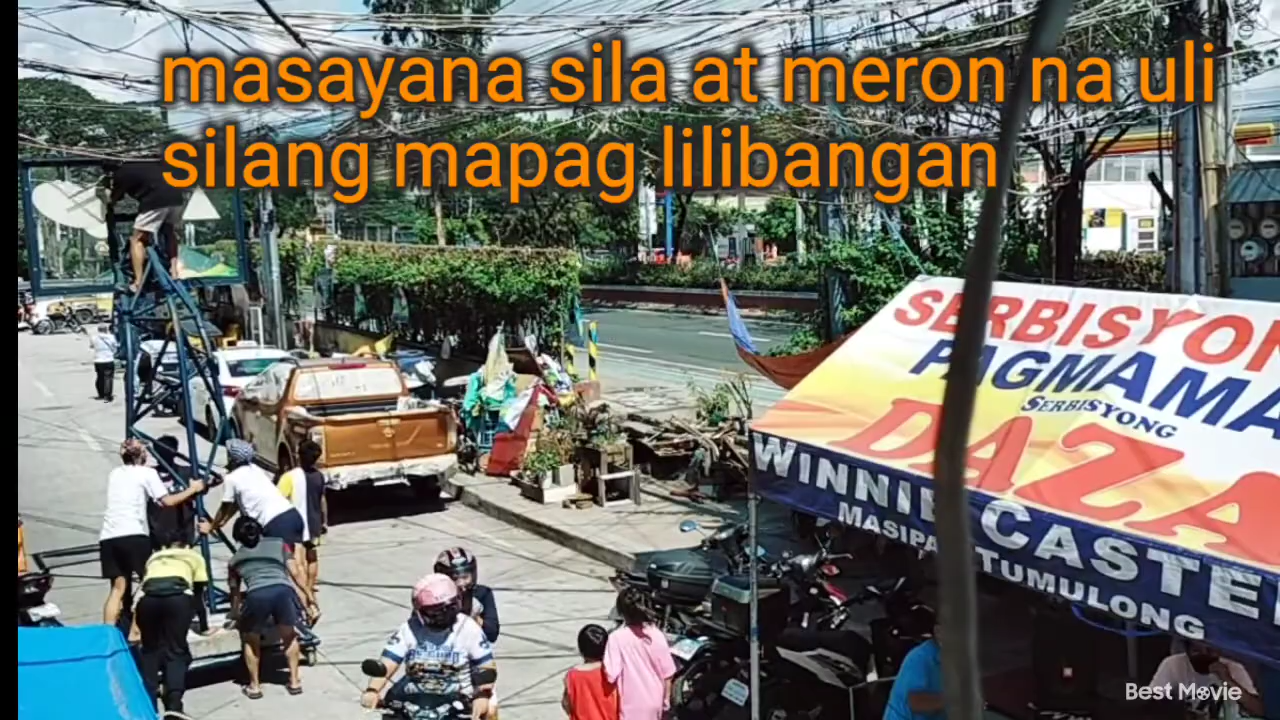 masayana sila at meron na uli
silang mapag lilibangan
SERBISYON
PAGMAMA
SERBISYONG
DAZA
WINNIE CASTE
MASIPA TUMULONG
Best Movie